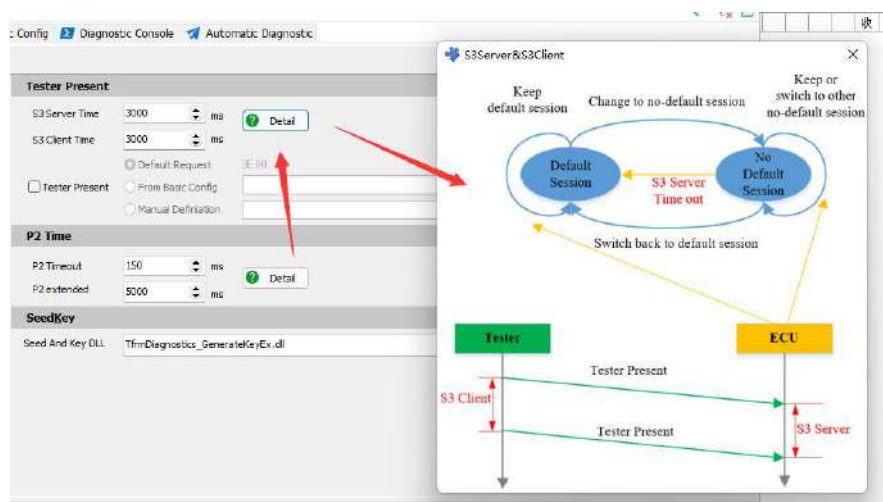 Config Diagnostic Console Automatic Diagnostic
收
Tester Present
S3 Server Time 3000 ms
Detail
S3 Client Time 3000 ms
Default Request 3E 80
Tester Present From Basic Config
Manual Definiation
P2 Time
P2 Timeout 150 ms
Detail
P2 extended 5000 ms
SeedKey
Seed And Key DLL TfrmDiagnostics_GenerateKeyEx.dll
S3Server&S3Client
Keep
default session
Change to no-default session
Keep or
switch to other
no-default session
Default
Session
S3 Server
Time out
No
Default
Session
Switch back to default session
Tester
ECU
Tester Present
S3 Client
Tester Present
S3 Server